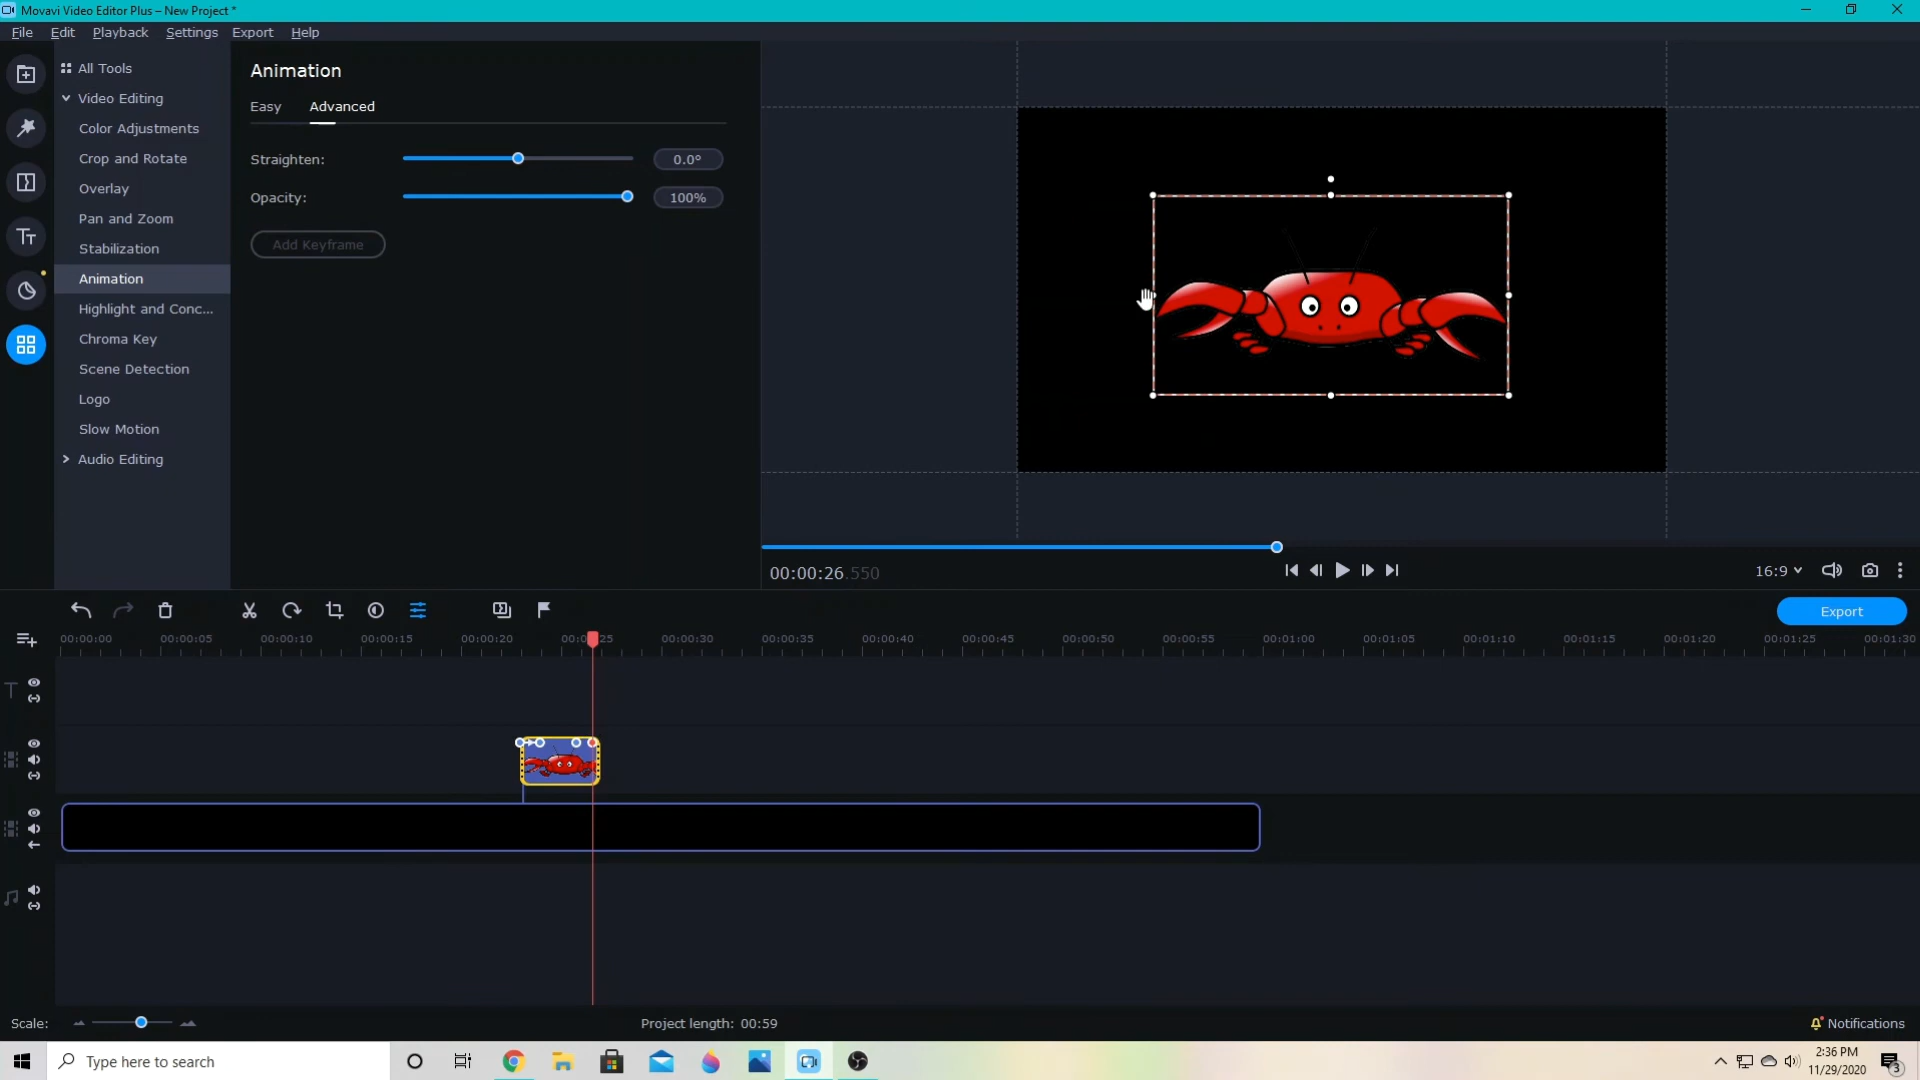 Movavi Video Editor Plus – New Project *
File Edit Playback Settings Export Help
All Tools
Video Editing
Color Adjustments
Crop and Rotate
Overlay
Pan and Zoom
Stabilization
Animation
Highlight and Conc...
Chroma Key
Scene Detection
Logo
Slow Motion
Audio Editing
Animation
Easy Advanced
Straighten: 0.0°
Opacity: 100%
Add Keyframe
00:00:26.550
16:9
Export
00:00:00 00:00:05 00:00:10 00:00:15 00:00:20 00:00:25 00:00:30 00:00:35 00:00:40 00:00:45 00:00:50 00:00:55 00:01:00 00:01:05 00:01:10 00:01:15 00:01:20 00:01:25 00:01:30
Scale:
Project length: 00:59
Notifications
Type here to search
2:36 PM
11/29/2020
3